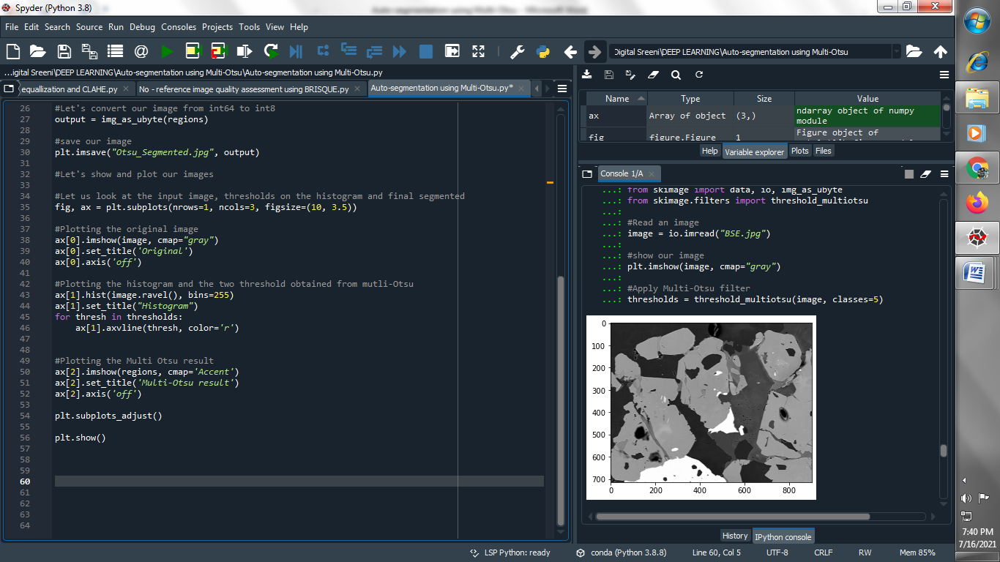 Spyder (Python 3.8)
Auto-segmentation using Multi-Otsu - Microsoft Word
File Edit Search Source Run Debug Consoles Projects Tools View Help
Digital Sreeni\DEEP LEARNING\Auto-segmentation using Multi-Otsu
...igital Sreeni\DEEP LEARNING\Auto-segmentation using Multi-Otsu\Auto-segmentation using Multi-Otsu.py
equallization and CLAHE.py
No - reference image quality assessment using BRISQUE.py
Auto-segmentation using Multi-Otsu.py*
26 #Let's convert our image from int64 to int8
27 output = img_as_ubyte(regions)
28
29 #save our image
30 plt.imsave("Otsu_Segmented.jpg", output)
31
32 #Let's show and plot our images
33
34 #Let us look at the input image, thresholds on the histogram and final segmented
35 fig, ax = plt.subplots(nrows=1, ncols=3, figsize=(10, 3.5))
36
37 #Plotting the original image
38 ax[0].imshow(image, cmap="gray")
39 ax[0].set_title('Original')
40 ax[0].axis('off')
41
42 #Plotting the histogram and the two threshold obtained from mutli-Otsu
43 ax[1].hist(image.ravel(), bins=255)
44 ax[1].set_title("Histogram")
45 for thresh in thresholds:
46 ax[1].axvline(thresh, color='r')
47
48
49 #Plotting the Multi Otsu result
50 ax[2].imshow(regions, cmap='Accent')
51 ax[2].set_title('Multi-Otsu result')
52 ax[2].axis('off')
53
54 plt.subplots_adjust()
55
56 plt.show()
57
58
59
60
61
62
63
64
Name Type Size Value
ax Array of object (3,) ndarray object of numpy
module
fig figure.Figure 1 Figure object of
Help Variable explorer Plots Files
Console 1/A
...: from skimage import data, io, img_as_ubyte
...: from skimage.filters import threshold_multiotsu
...:
...: #Read an image
...: image = io.imread("BSE.jpg")
...:
...: #show our image
...: plt.imshow(image, cmap="gray")
...:
...: #Apply Multi-Otsu filter
...: thresholds = threshold_multiotsu(image, classes=5)
0
100
200
300
400
500
600
700
0 200 400 600 800
History IPython console
LSP Python: ready conda (Python 3.8.8) Line 60, Col 5 UTF-8 CRLF RW Mem 85%
7:40 PM
7/16/2021